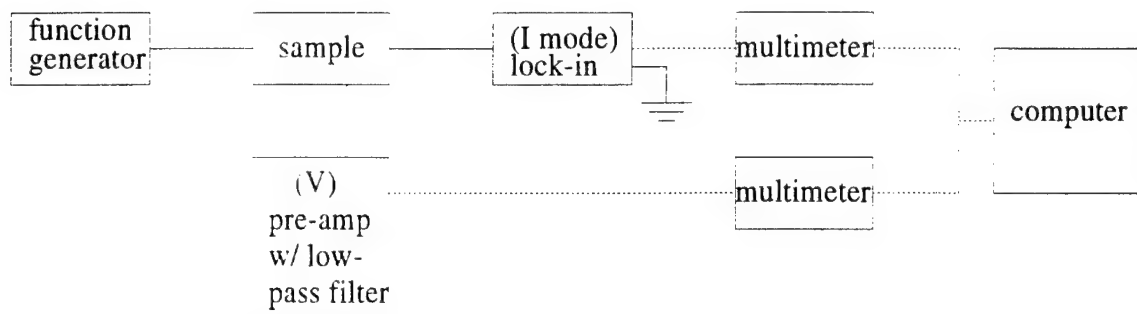 function
generator
sample
(I mode)
lock-in
multimeter
computer
(V)
pre-amp
w/ low-
pass filter
multimeter